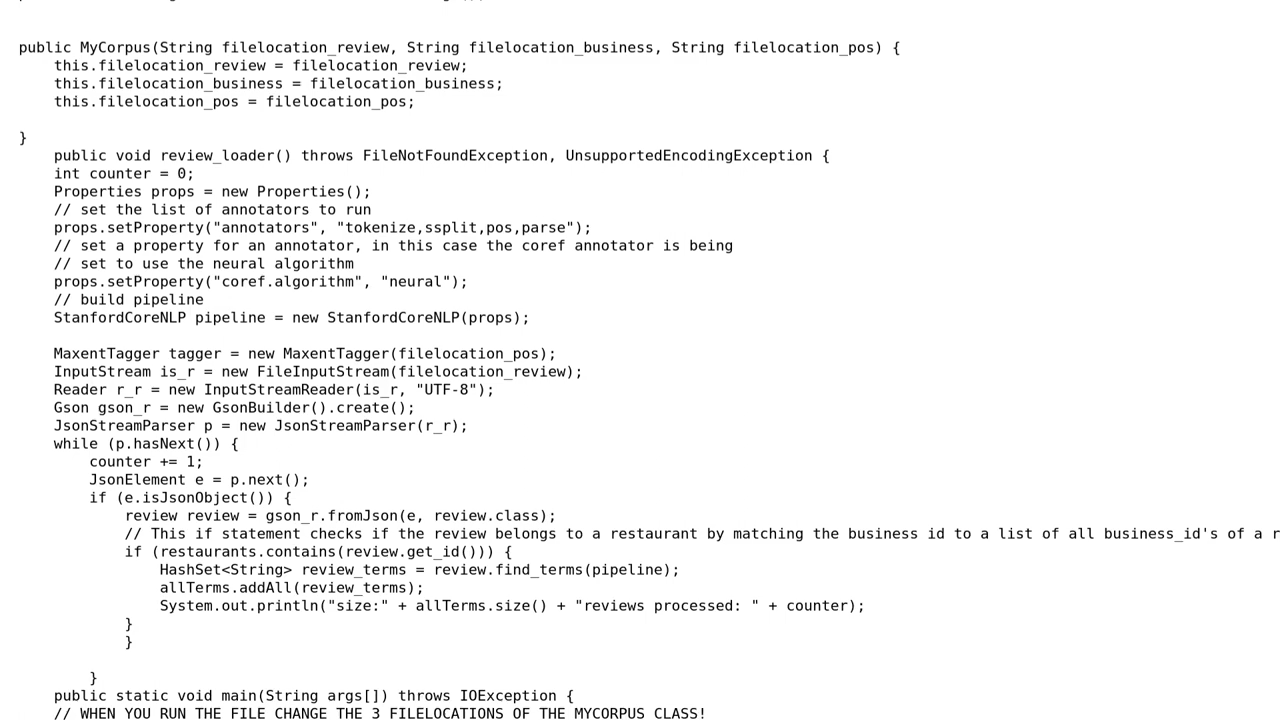 public MyCorpus(String filelocation_review, String filelocation_business, String filelocation_pos) {
    this.filelocation_review = filelocation_review;
    this.filelocation_business = filelocation_business;
    this.filelocation_pos = filelocation_pos;
}
    public void review_loader() throws FileNotFoundException, UnsupportedEncodingException {
    int counter = 0;
    Properties props = new Properties();
    // set the list of annotators to run
    props.setProperty("annotators", "tokenize,ssplit,pos,parse");
    // set a property for an annotator, in this case the coref annotator is being
    // set to use the neural algorithm
    props.setProperty("coref.algorithm", "neural");
    // build pipeline
    StanfordCoreNLP pipeline = new StanfordCoreNLP(props);
    MaxentTagger tagger = new MaxentTagger(filelocation_pos);
    InputStream is_r = new FileInputStream(filelocation_review);
    Reader r_r = new InputStreamReader(is_r, "UTF-8");
    Gson gson_r = new GsonBuilder().create();
    JsonStreamParser p = new JsonStreamParser(r_r);
    while (p.hasNext()) {
        counter += 1;
        JsonElement e = p.next();
        if (e.isJsonObject()) {
            review review = gson_r.fromJson(e, review.class);
            // This if statement checks if the review belongs to a restaurant by matching the business id to a list of all business_id's of a r
            if (restaurants.contains(review.get_id())) {
                HashSet<String> review_terms = review.find_terms(pipeline);
                allTerms.addAll(review_terms);
                System.out.println("size:" + allTerms.size() + "reviews processed: " + counter);
            }
            }
        }
    public static void main(String args[]) throws IOException {
    // WHEN YOU RUN THE FILE CHANGE THE 3 FILELOCATIONS OF THE MYCORPUS CLASS!